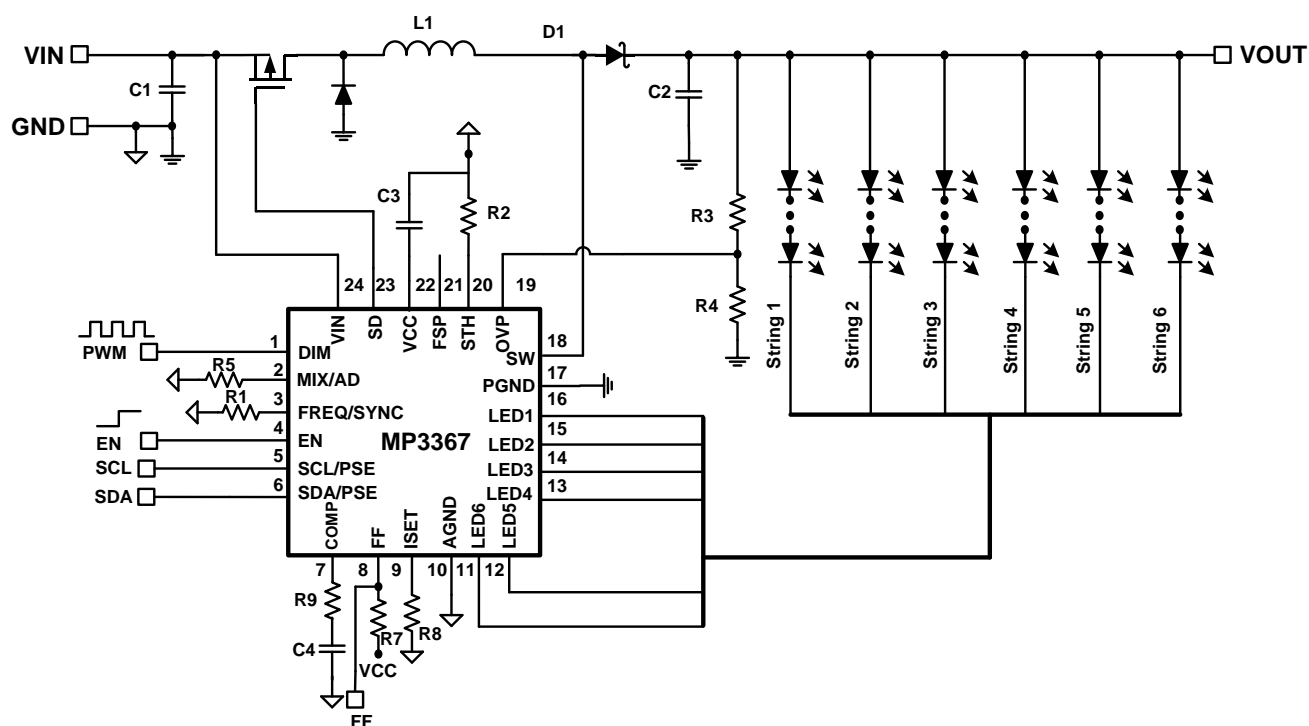 L1
D1
VIN
VOUT
C1
C2
GND
C3
R2
R3
24 23 22 21 20 19
R4
VIN
SD
VCC
FSP
STH
OVP
String 1
String 2
String 3
String 4
String 5
String 6
PWM
1
DIM
SW
18
R5
2
MIX/AD
PGND
17
R1
3
FREQ/SYNC
LED1
16
EN
4
EN
MP3367
LED2
15
SCL
5
SCL/PSE
LED3
14
SDA
6
SDA/PSE
LED4
13
COMP
FF
ISET
AGND
LED6
LED5
7 8 9 10 11 12
R9
R7
R8
C4
VCC
FF